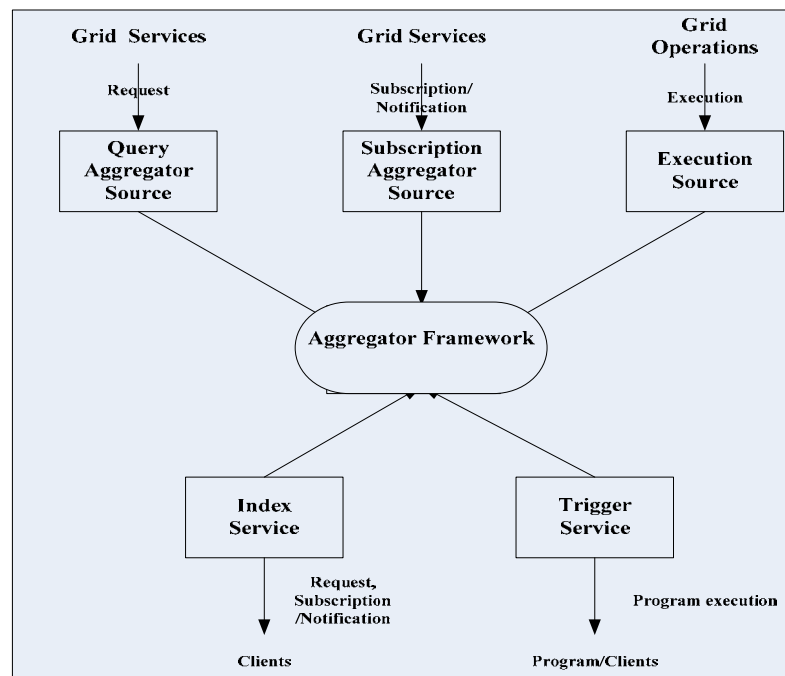 Grid Services
Grid Services
Grid
Operations
Request
Subscription/
Notification
Execution
Query
Aggregator
Source
Subscription
Aggregator
Source
Execution
Source
Aggregator Framework
Index
Service
Trigger
Service
Request,
Subscription
/Notification
Program execution
Clients
Program/Clients